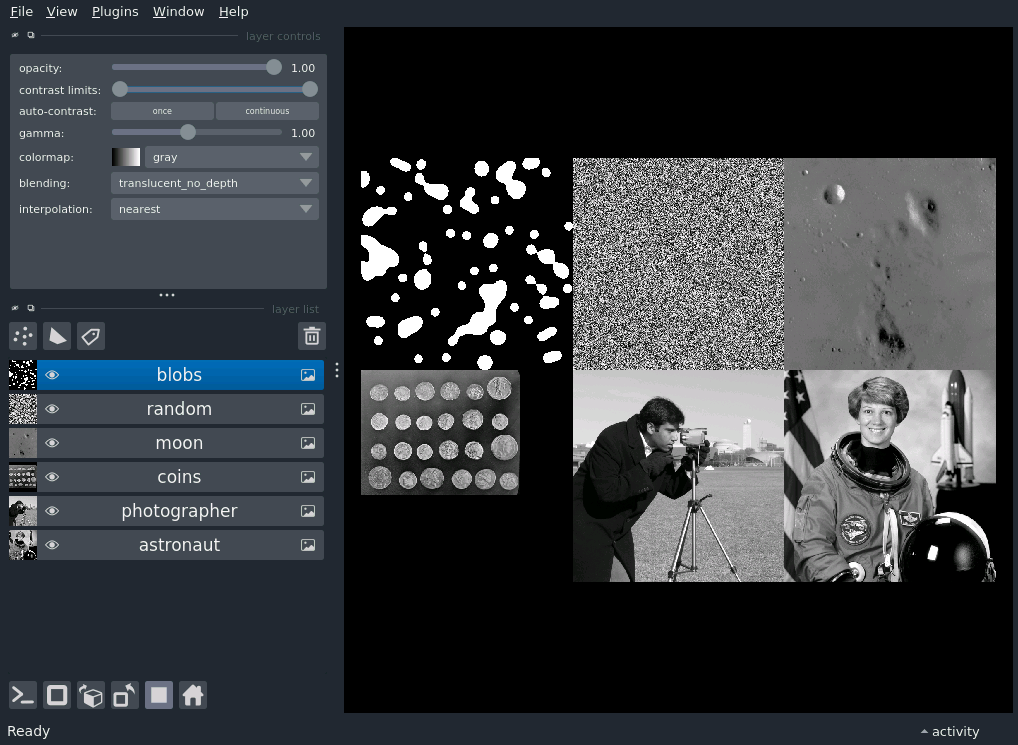 File View Plugins Window Help
layer controls
opacity: 1.00
contrast limits:
auto-contrast: once continuous
gamma: 1.00
colormap: gray
blending: translucent_no_depth
interpolation: nearest
layer list
blobs
random
moon
coins
photographer
astronaut
Ready
activity